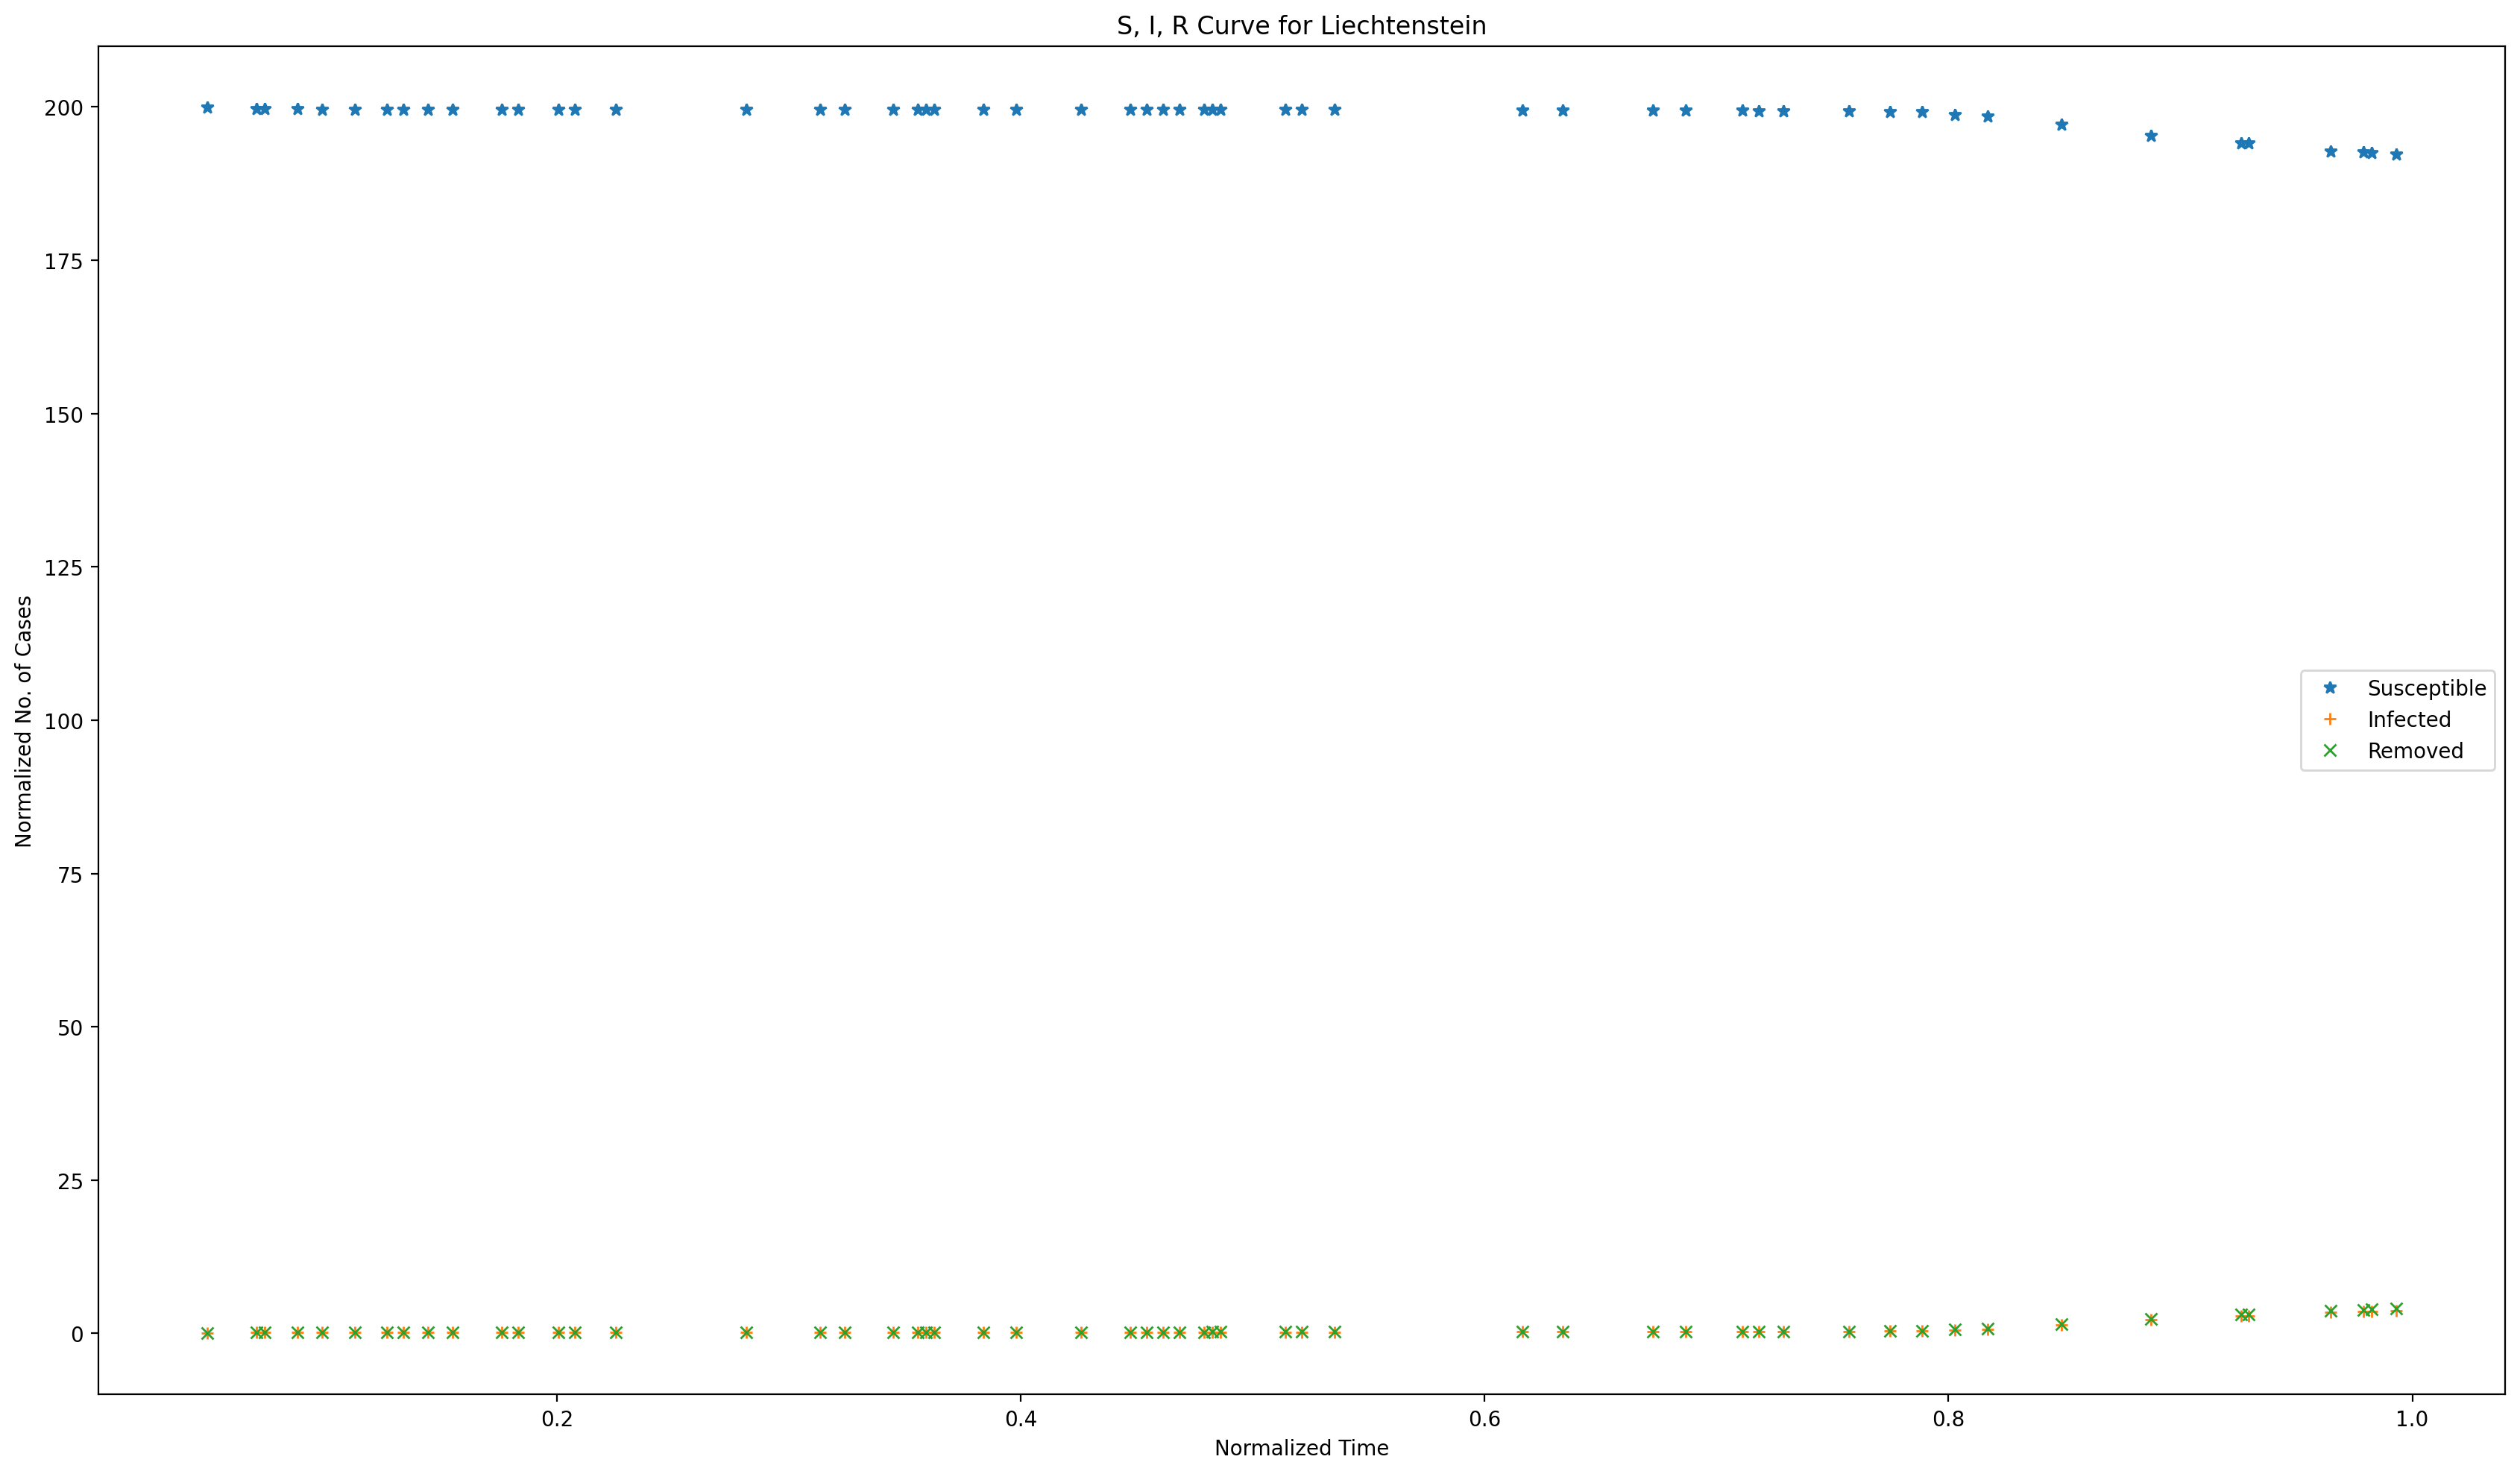 S, I, R Curve for Liechtenstein
Normalized No. of Cases
200
175
150
125
100
75
50
25
0
Susceptible
Infected
Removed
0.2
0.4
0.6
0.8
1.0
Normalized Time